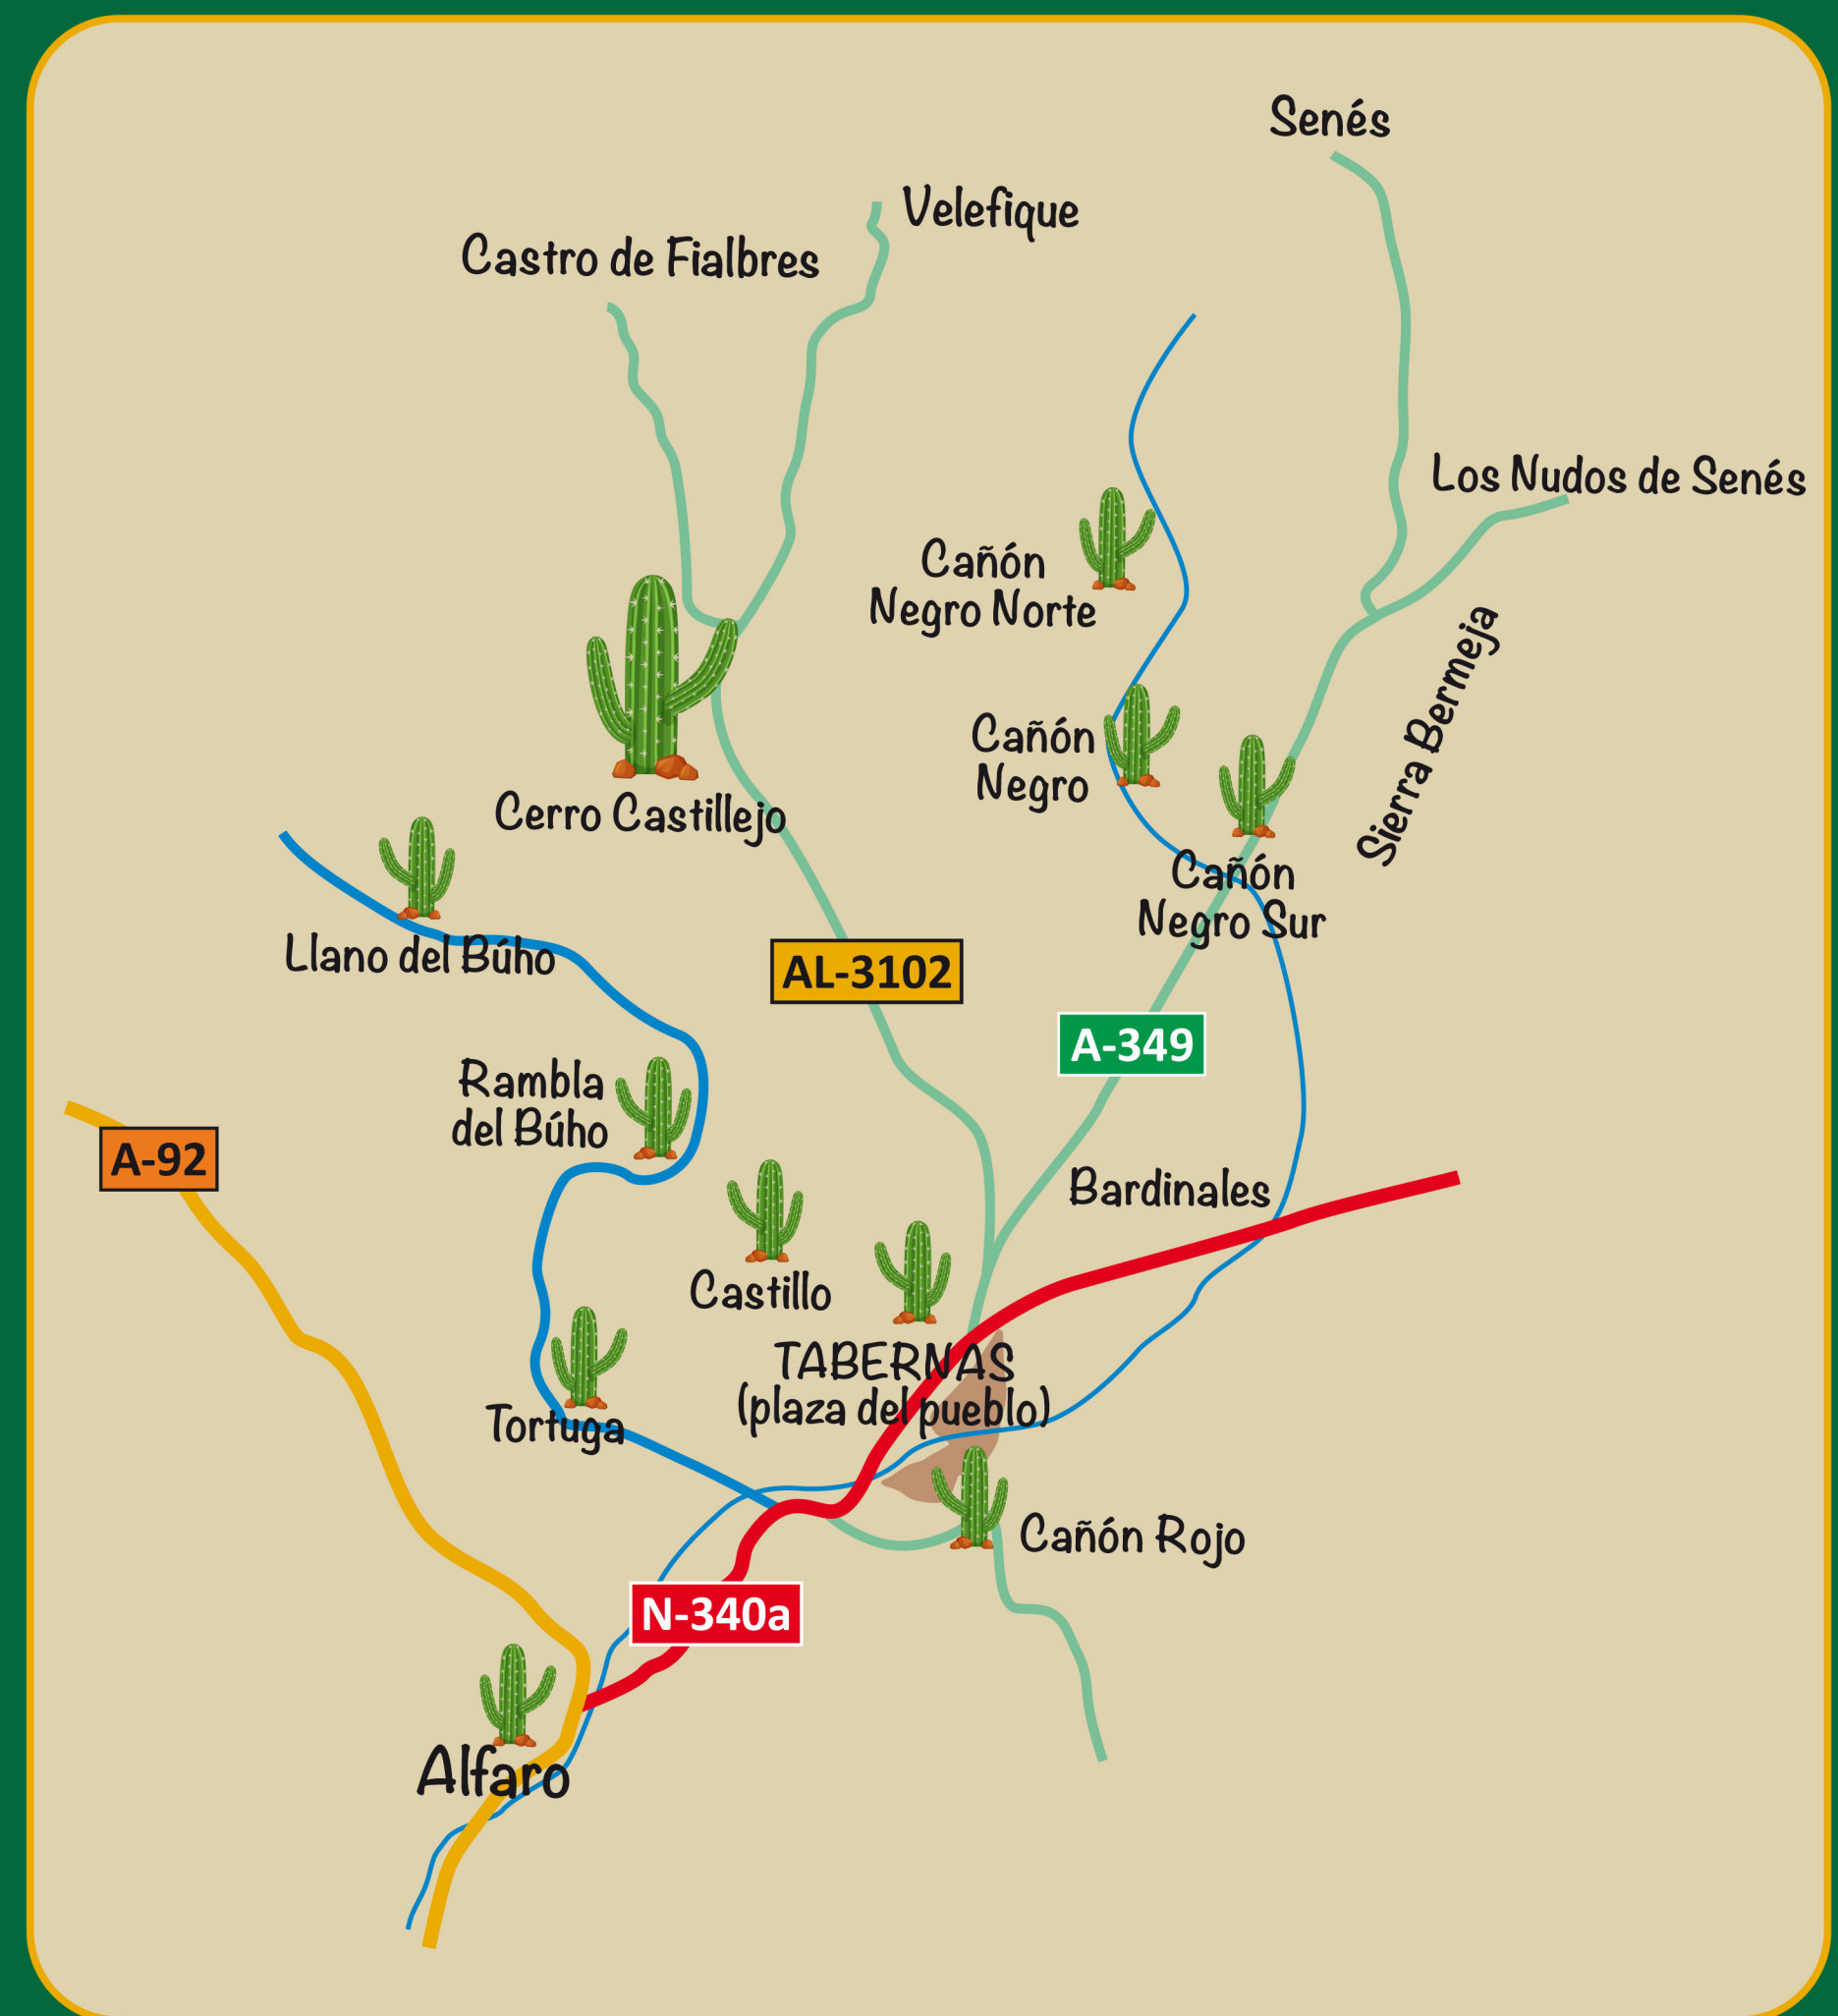 Senés
Velefique
Castro de Fialbres
Los Nudos de Senés
Cañón
Negro Norte
Sierra Bermeja
Cañón
Negro
Cerro Castillejo
Cañón
Negro Sur
Llano del Búho
AL-3102
A-349
Rambla
del Búho
A-92
Bardinales
Castillo
TABERNAS
(plaza del pueblo)
Tortuga
Cañón Rojo
N-340a
Alfaro